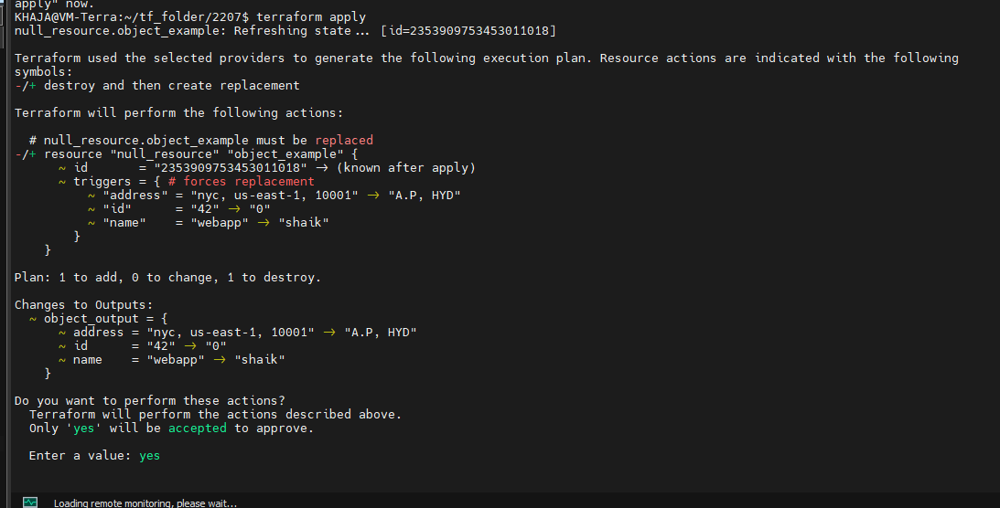 apply" now.
KHAJA@VM-Terra:~/tf_folder/2207$ terraform apply
null_resource.object_example: Refreshing state... [id=2353909753453011018]
Terraform used the selected providers to generate the following execution plan. Resource actions are indicated with the following
symbols:
-/+ destroy and then create replacement
Terraform will perform the following actions:
  # null_resource.object_example must be replaced
-/+ resource "null_resource" "object_example" {
      ~ id       = "2353909753453011018" → (known after apply)
      ~ triggers = { # forces replacement
          ~ "address" = "nyc, us-east-1, 10001" → "A.P, HYD"
          ~ "id"      = "42" → "0"
          ~ "name"    = "webapp" → "shaik"
        }
    }
Plan: 1 to add, 0 to change, 1 to destroy.
Changes to Outputs:
  ~ object_output = {
      ~ address = "nyc, us-east-1, 10001" → "A.P, HYD"
      ~ id      = "42" → "0"
      ~ name    = "webapp" → "shaik"
    }
Do you want to perform these actions?
  Terraform will perform the actions described above.
  Only 'yes' will be accepted to approve.
  Enter a value: yes
Loading remote monitoring, please wait...